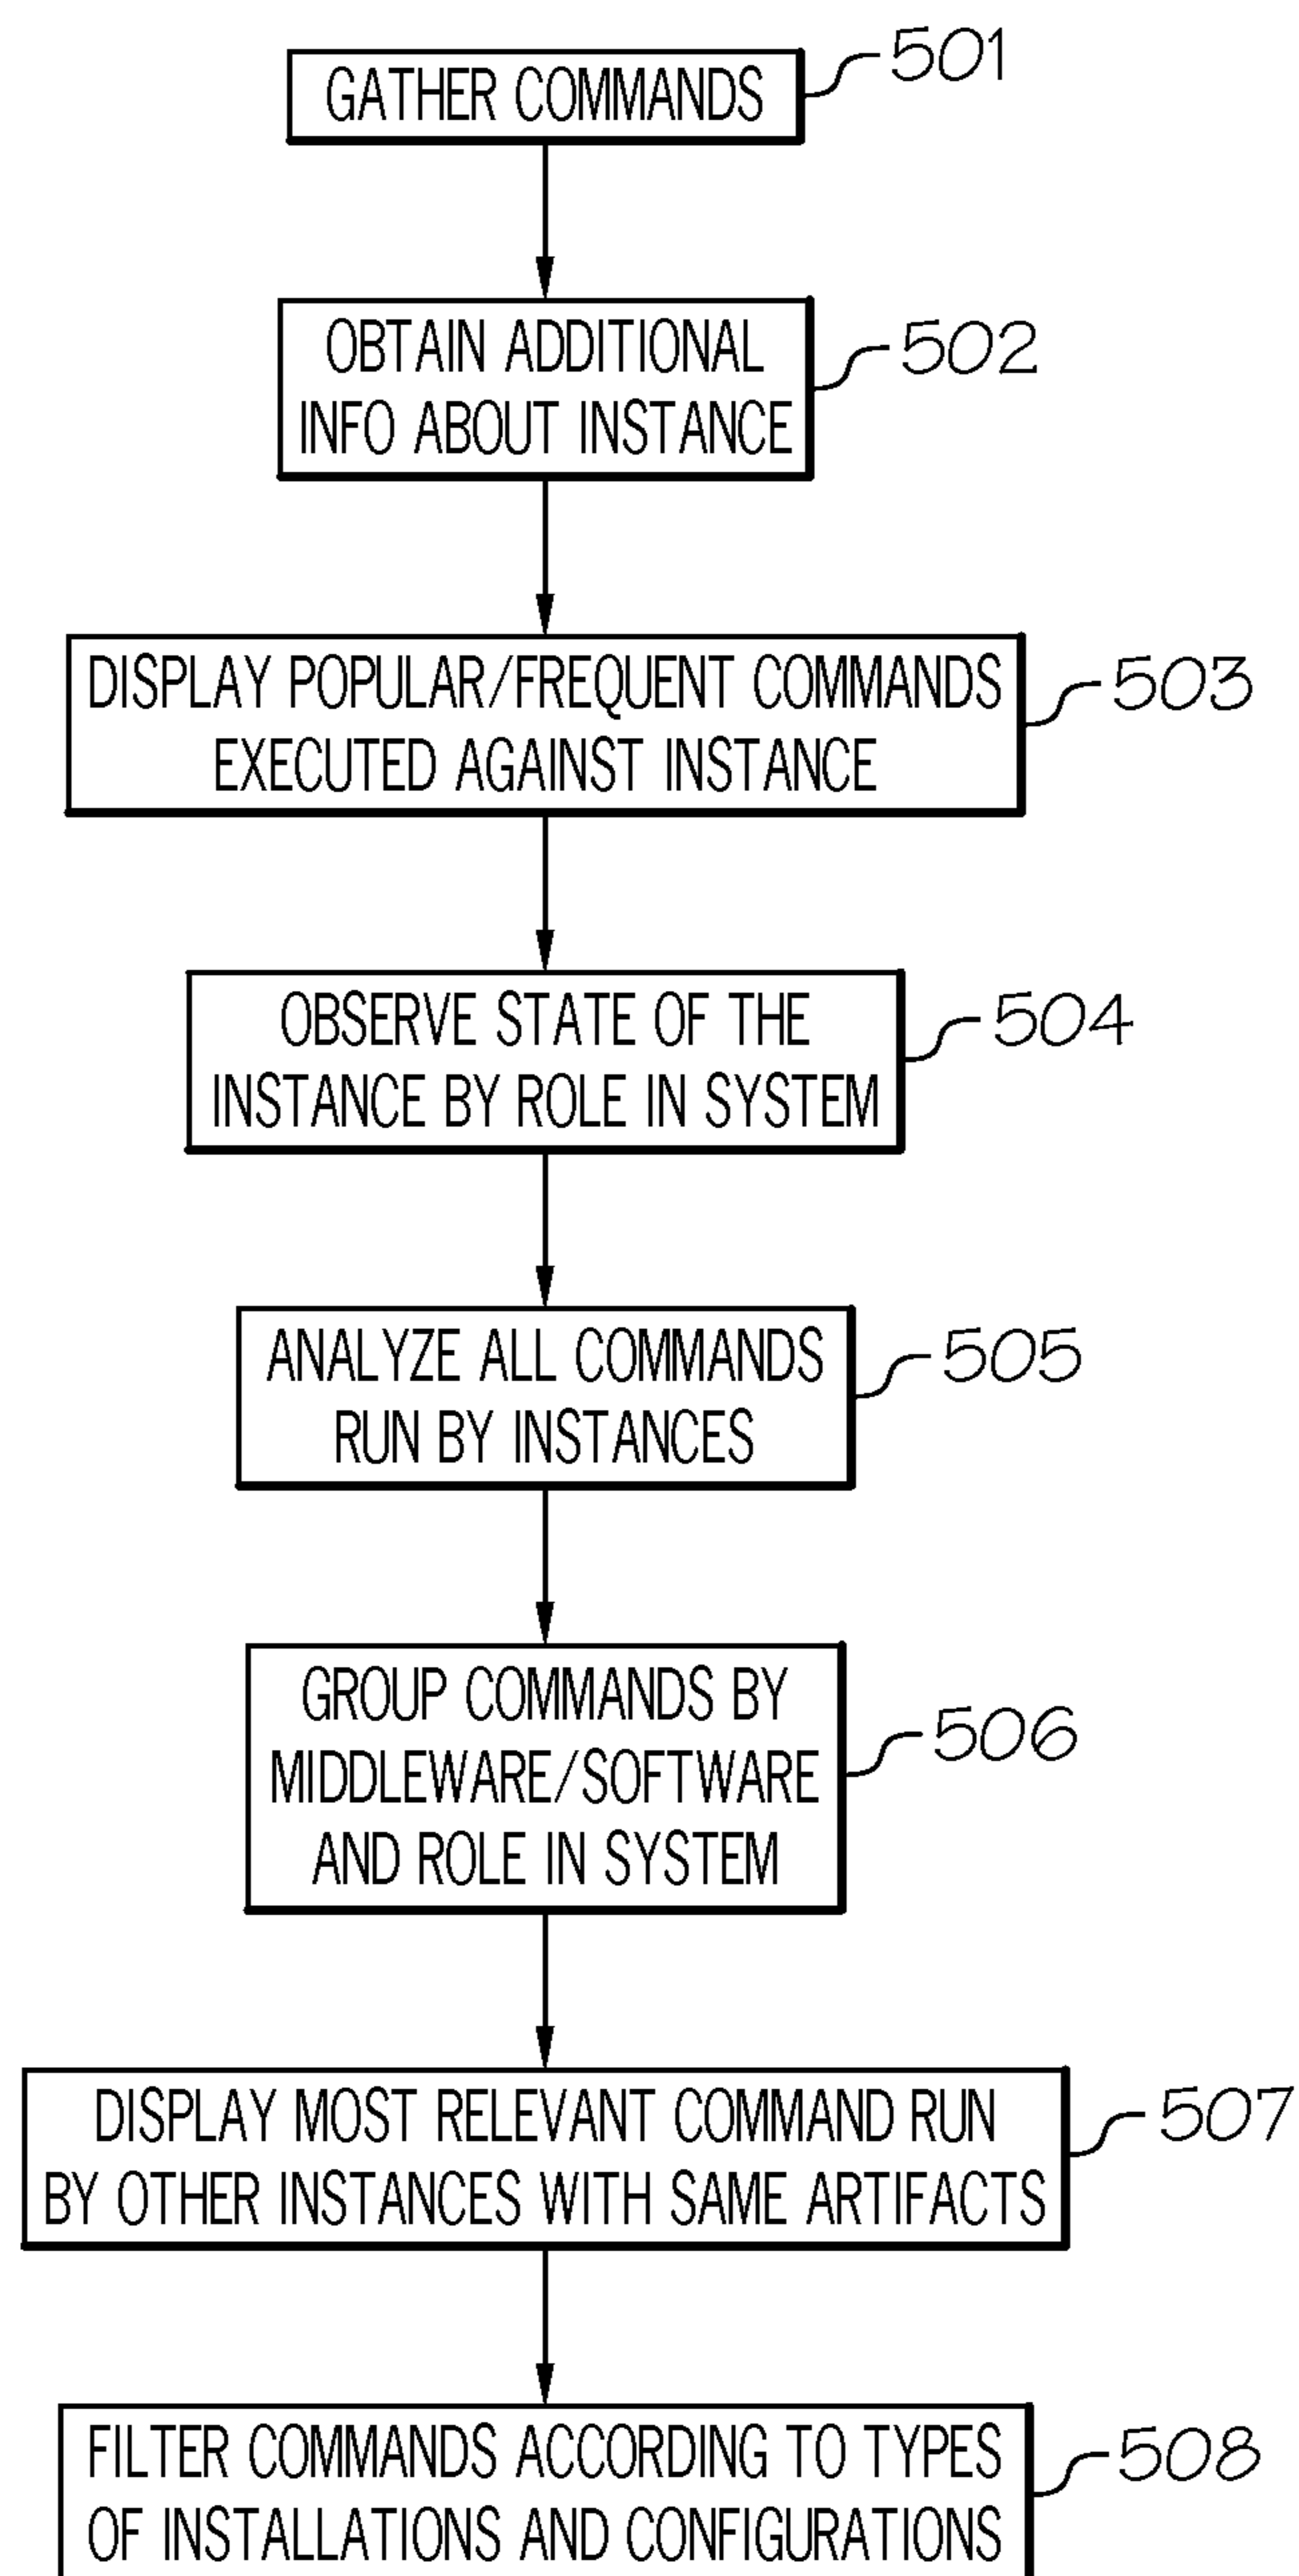 GATHER COMMANDS
501
OBTAIN ADDITIONAL
INFO ABOUT INSTANCE
502
DISPLAY POPULAR/FREQUENT COMMANDS
EXECUTED AGAINST INSTANCE
503
OBSERVE STATE OF THE
INSTANCE BY ROLE IN SYSTEM
504
ANALYZE ALL COMMANDS
RUN BY INSTANCES
505
GROUP COMMANDS BY
MIDDLEWARE/SOFTWARE
AND ROLE IN SYSTEM
506
DISPLAY MOST RELEVANT COMMAND RUN
BY OTHER INSTANCES WITH SAME ARTIFACTS
507
FILTER COMMANDS ACCORDING TO TYPES
OF INSTALLATIONS AND CONFIGURATIONS
508